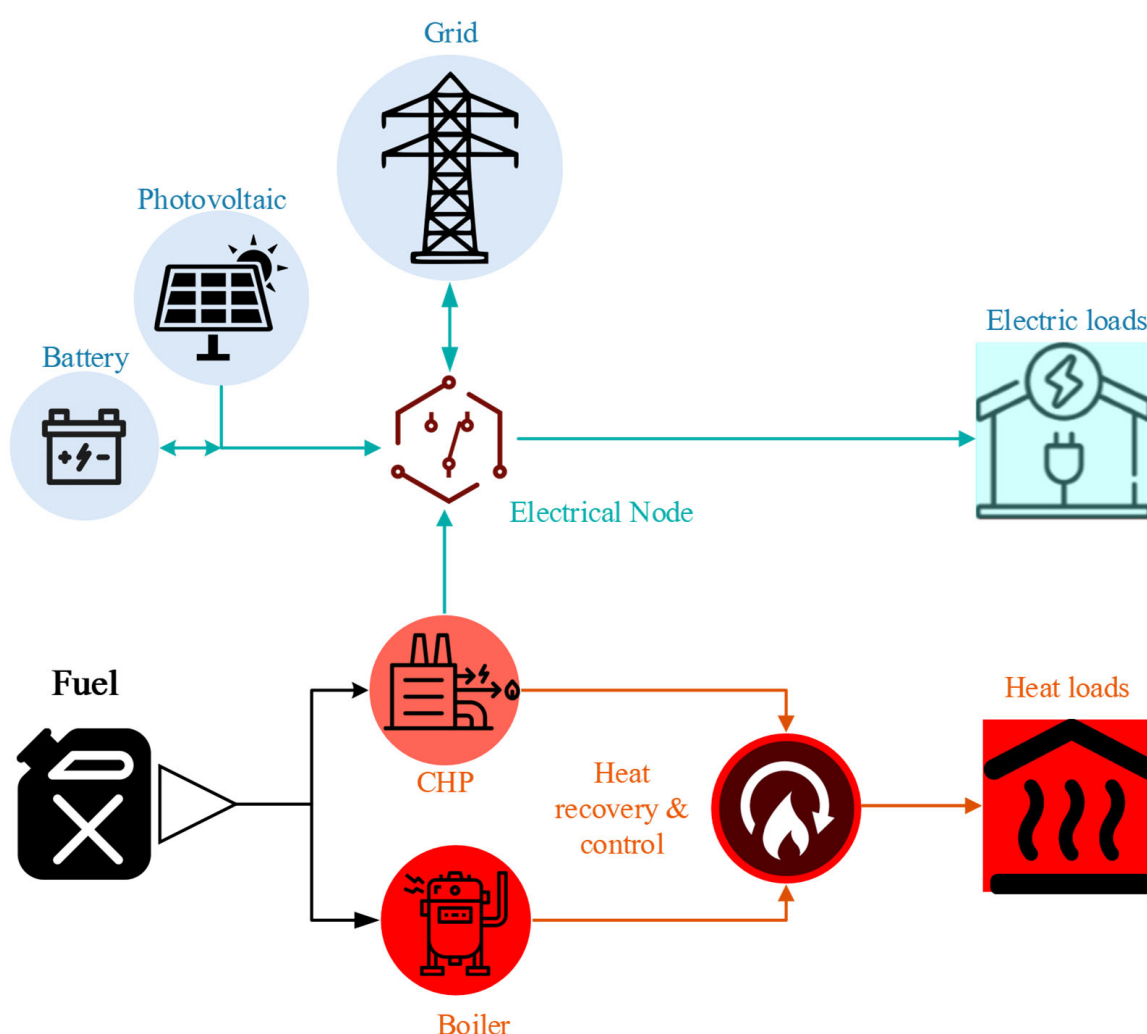 Grid
Photovoltaic
Battery
Electric loads
Electrical Node
Fuel
CHP
Heat
recovery &
control
Heat loads
Boiler